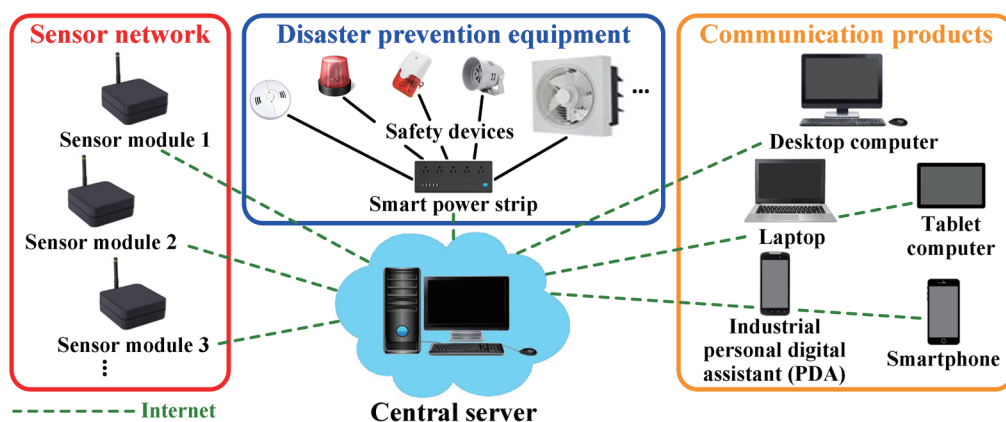 Sensor network
Sensor module 1
Sensor module 2
Sensor module 3
⋮
Internet
Disaster prevention equipment
...
Safety devices
Smart power strip
Central server
Communication products
Desktop computer
Laptop
Tablet
computer
Industrial
personal digital
assistant (PDA)
Smartphone